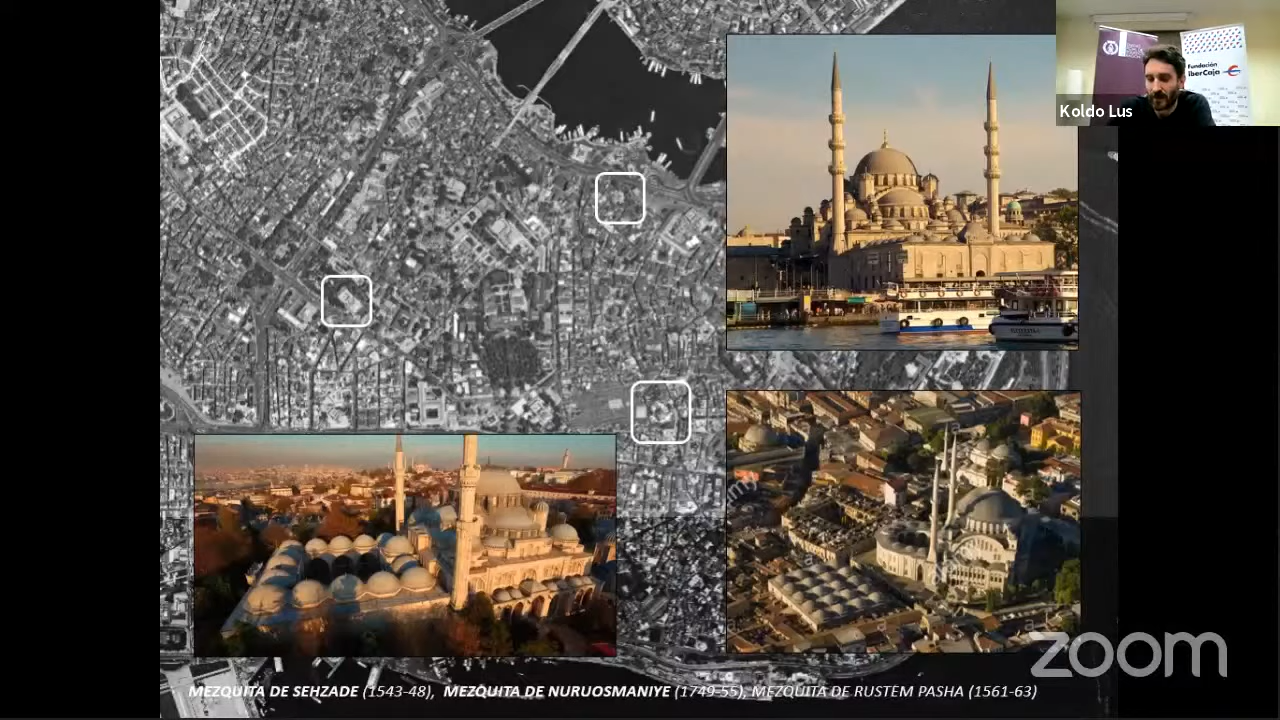 Fundación
iberCaja
Koldo Lus
zoom
MEZQUITA DE SEHZADE (1543-48), MEZQUITA DE NURUOSMANIYE (1749-55), MEZQUITA DE RUSTEM PASHA (1561-63)